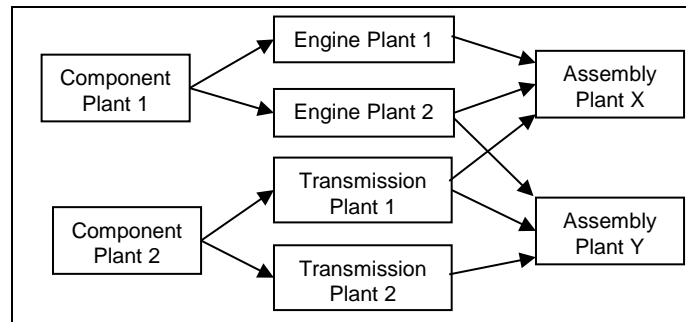 Component
Plant 1
Engine Plant 1
Engine Plant 2
Assembly
Plant X
Component
Plant 2
Transmission
Plant 1
Transmission
Plant 2
Assembly
Plant Y